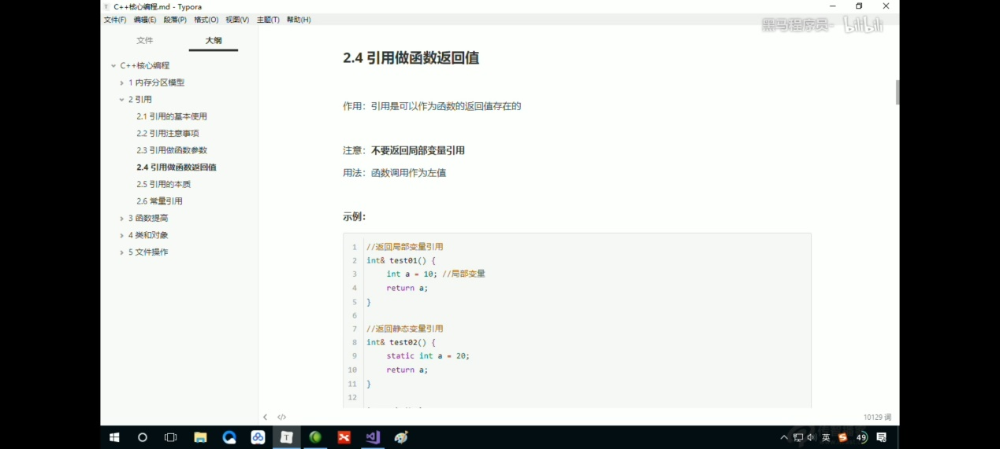 C++核心编程.md - Typora
文件(F) 编辑(E) 段落(P) 格式(O) 视图(V) 主题(T) 帮助(H)
黑马程序员- bilibili
文件 大纲
C++核心编程
1 内存分区模型
2 引用
2.1 引用的基本使用
2.2 引用注意事项
2.3 引用做函数参数
2.4 引用做函数返回值
2.5 引用的本质
2.6 常量引用
3 函数提高
4 类和对象
5 文件操作
2.4 引用做函数返回值
作用：引用是可以作为函数的返回值存在的
注意：不要返回局部变量引用
用法：函数调用作为左值
示例：
1 //返回局部变量引用
2 int& test01() {
3 int a = 10; //局部变量
4 return a;
5 }
6
7 //返回静态变量引用
8 int& test02() {
9 static int a = 20;
10 return a;
11 }
12
10129 词
英 49